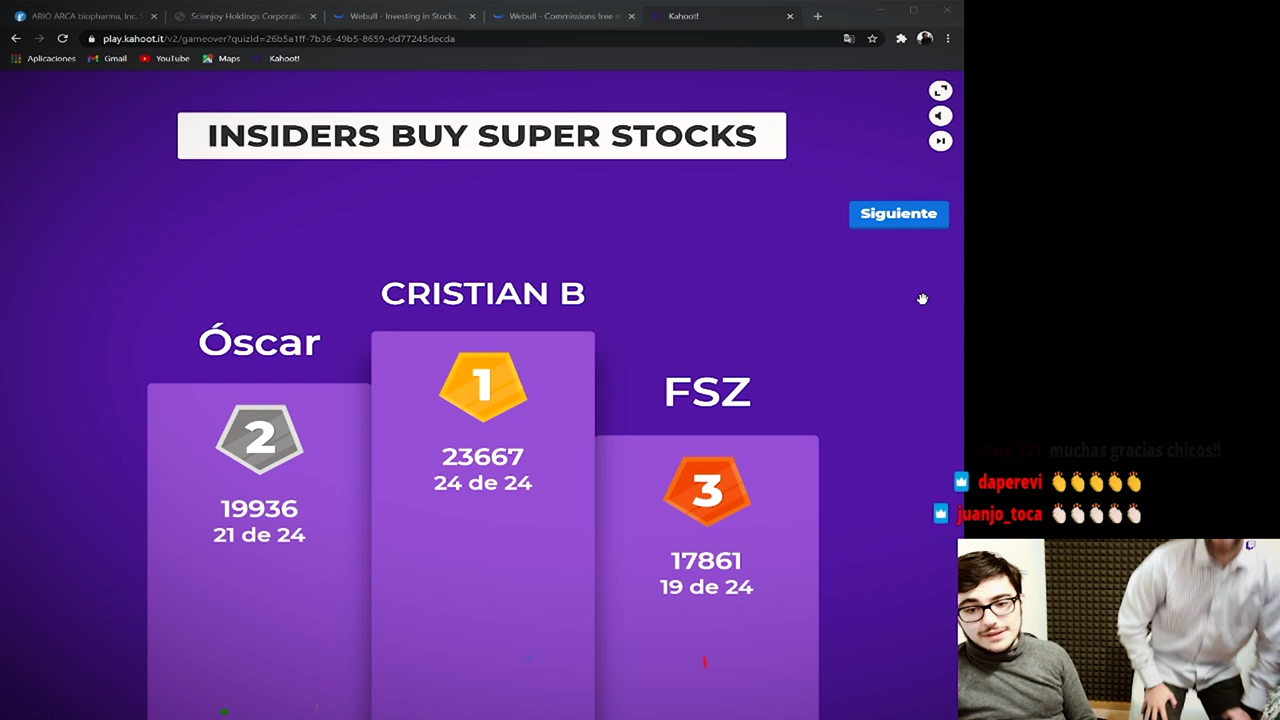 ABIO ARCA biopharma, Inc.
Scienjoy Holdings Corporatio
Webull - Investing in Stocks,
Webull - Commissions free
Kahoot!
play.kahoot.it/v2/gameover?quizId=26b5a1ff-7b36-49b5-8659-dd77245decda
Aplicaciones
Gmail
YouTube
Maps
Kahoot!
INSIDERS BUY SUPER STOCKS
Siguiente
CRISTIAN B
Óscar
FSZ
1
23667
24 de 24
2
19936
21 de 24
3
17861
19 de 24
muchas gracias chicos!!
daperevi 👏👏👏👏👏
juanjo_toca 👏🏻👏🏻👏🏻👏🏻👏🏻